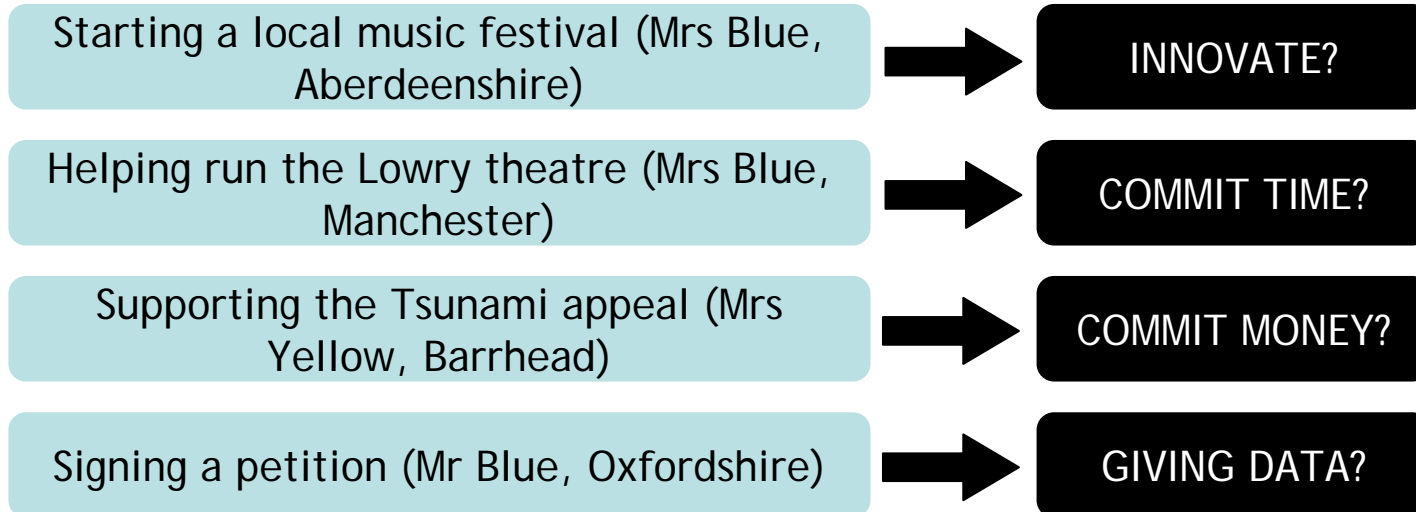 Starting a local music festival (Mrs Blue,
Aberdeenshire)
INNOVATE?
Helping run the Lowry theatre (Mrs Blue,
Manchester)
COMMIT TIME?
Supporting the Tsunami appeal (Mrs
Yellow, Barrhead)
COMMIT MONEY?
Signing a petition (Mr Blue, Oxfordshire)
GIVING DATA?